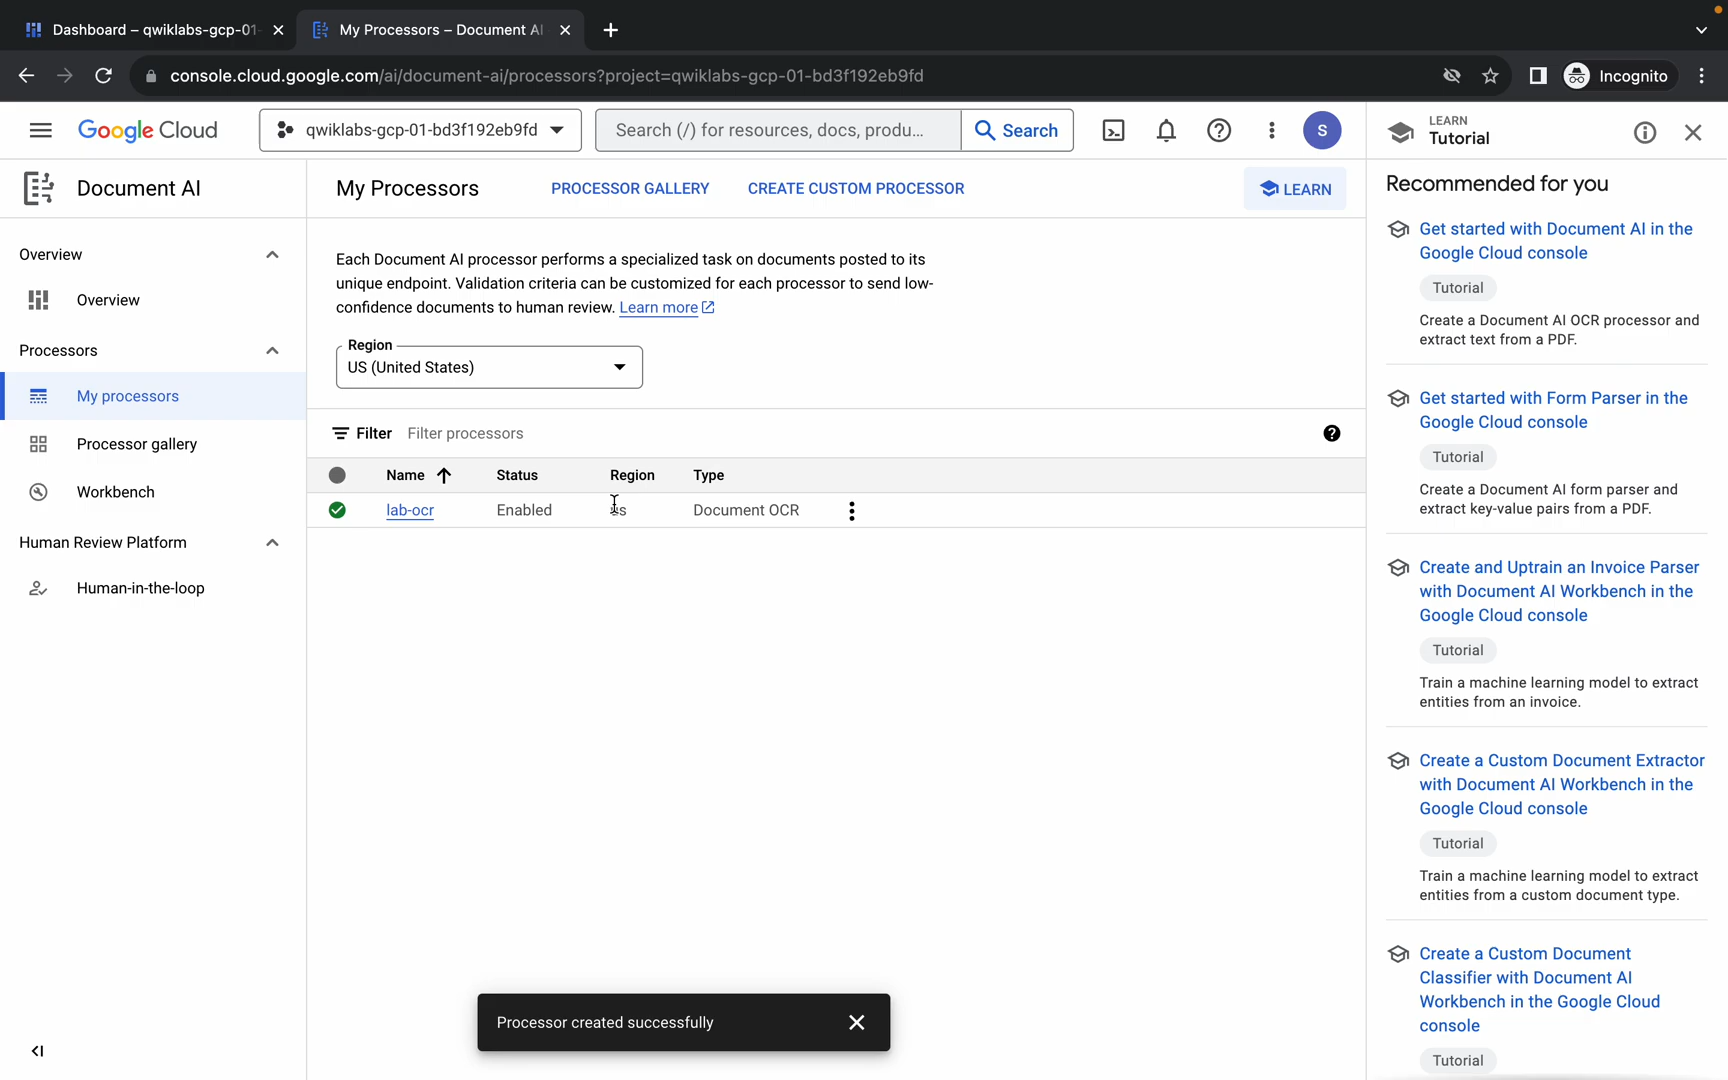 Dashboard – qwiklabs-gcp-01-
My Processors – Document AI
console.cloud.google.com/ai/document-ai/processors?project=qwiklabs-gcp-01-bd3f192eb9fd
Incognito
Google Cloud
qwiklabs-gcp-01-bd3f192eb9fd
Search (/) for resources, docs, produ...
Search
S
LEARN
Tutorial
Document AI
My Processors
PROCESSOR GALLERY
CREATE CUSTOM PROCESSOR
LEARN
Overview
Overview
Processors
My processors
Processor gallery
Workbench
Human Review Platform
Human-in-the-loop
Each Document AI processor performs a specialized task on documents posted to its
unique endpoint. Validation criteria can be customized for each processor to send low-
confidence documents to human review. Learn more
Region
US (United States)
Filter
Filter processors
Name
Status
Region
Type
lab-ocr
Enabled
us
Document OCR
Processor created successfully
Recommended for you
Get started with Document AI in the
Google Cloud console
Tutorial
Create a Document AI OCR processor and
extract text from a PDF.
Get started with Form Parser in the
Google Cloud console
Tutorial
Create a Document AI form parser and
extract key-value pairs from a PDF.
Create and Uptrain an Invoice Parser
with Document AI Workbench in the
Google Cloud console
Tutorial
Train a machine learning model to extract
entities from an invoice.
Create a Custom Document Extractor
with Document AI Workbench in the
Google Cloud console
Tutorial
Train a machine learning model to extract
entities from a custom document type.
Create a Custom Document
Classifier with Document AI
Workbench in the Google Cloud
console
Tutorial